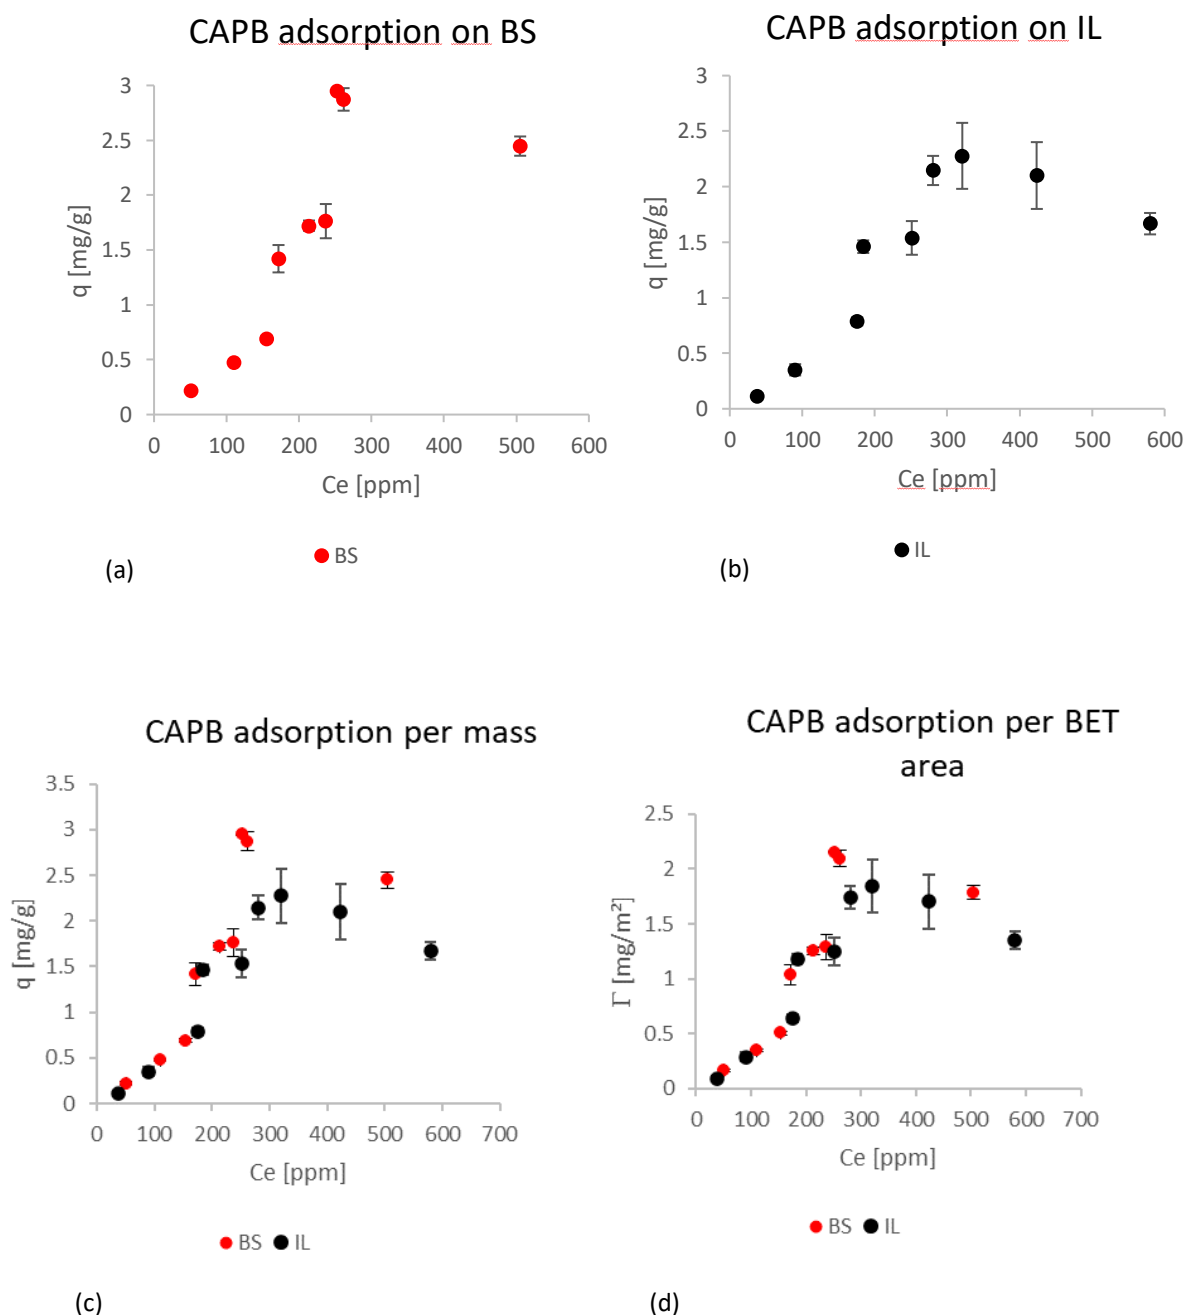 CAPB adsorption on BS
3
2.5
2
1.5
1
0.5
0
q [mg/g]
0 100 200 300 400 500 600
Ce [ppm]
BS
(a)
CAPB adsorption on IL
3
2.5
2
1.5
1
0.5
0
q [mg/g]
0 100 200 300 400 500 600
Ce [ppm]
IL
(b)
CAPB adsorption per mass
3.5
3
2.5
2
1.5
1
0.5
0
q [mg/g]
0 100 200 300 400 500 600 700
Ce [ppm]
BS IL
(c)
CAPB adsorption per BET
area
2.5
2
1.5
1
0.5
0
Γ [mg/m²]
0 100 200 300 400 500 600 700
Ce [ppm]
BS IL
(d)